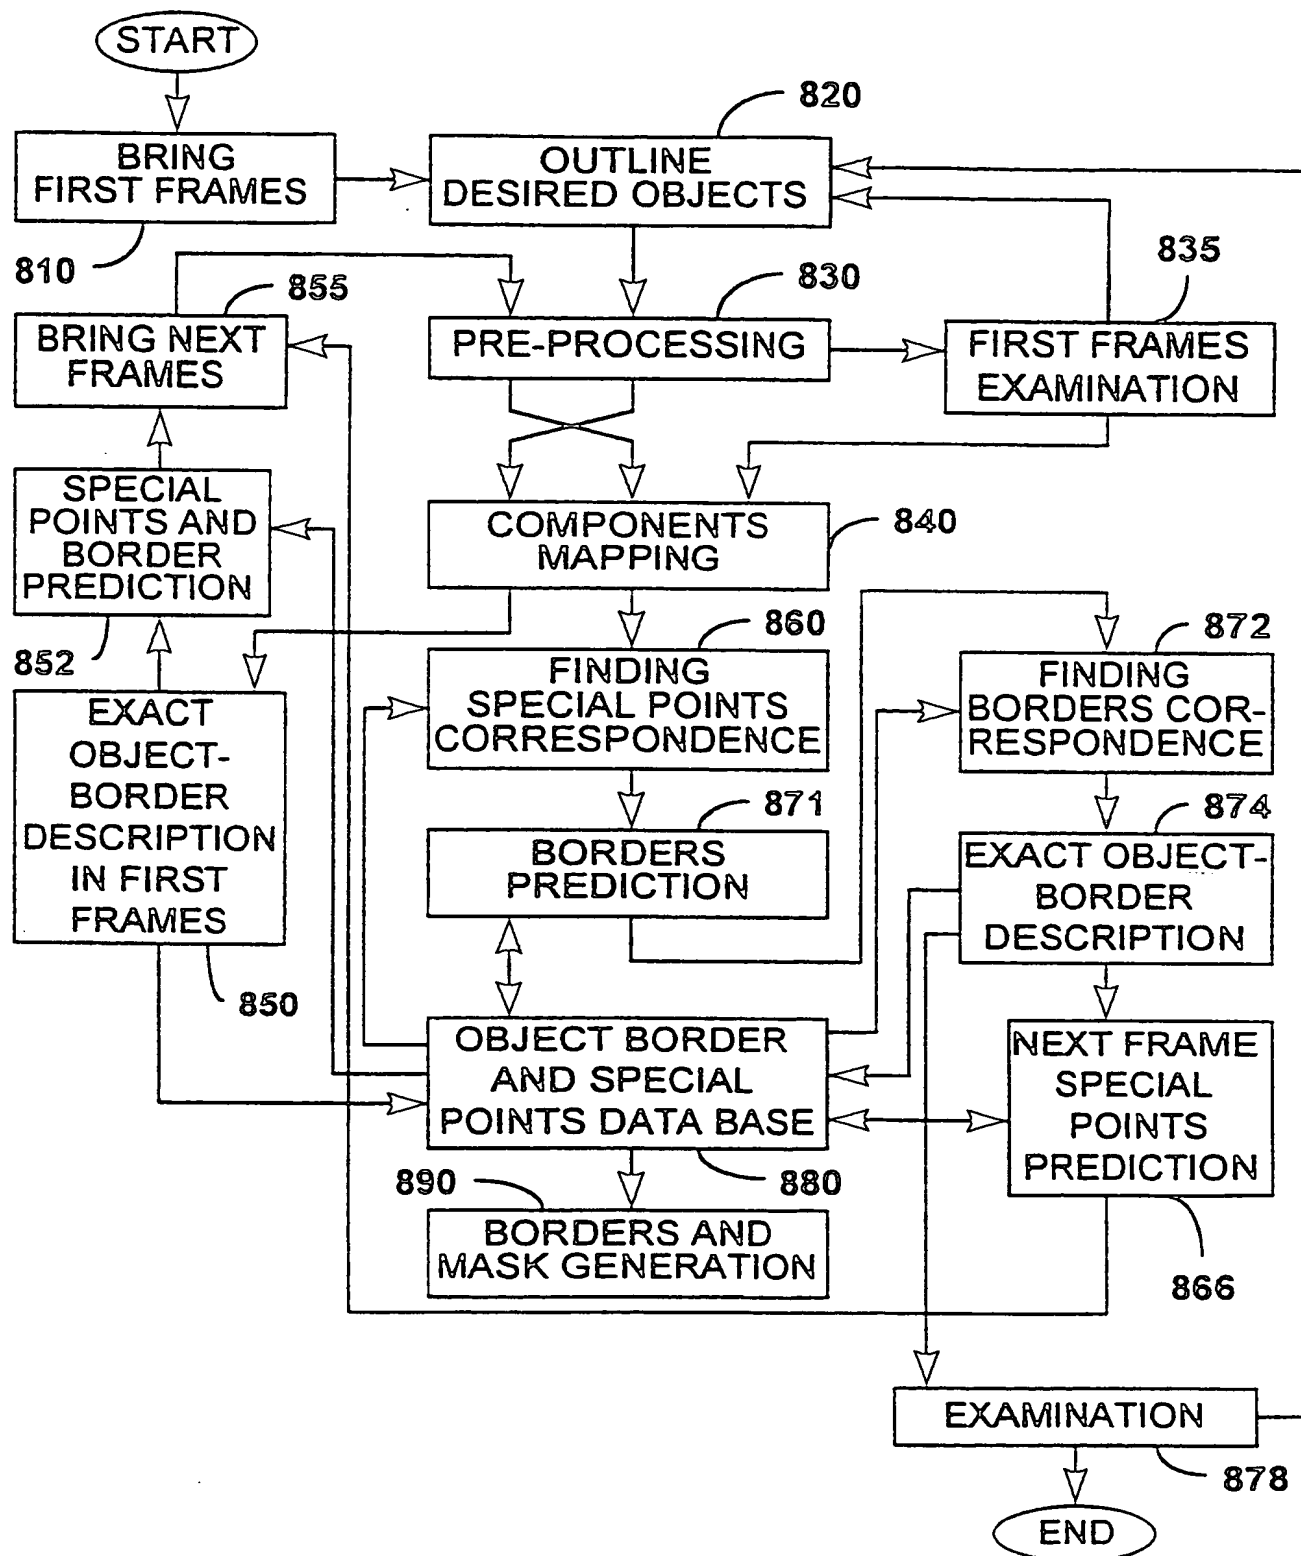 START
820
BRING
FIRST FRAMES
OUTLINE
DESIRED OBJECTS
810
855
830
835
BRING NEXT
FRAMES
PRE-PROCESSING
FIRST FRAMES
EXAMINATION
SPECIAL
POINTS AND
BORDER
PREDICTION
COMPONENTS
MAPPING
840
852
860
872
EXACT
OBJECT-
BORDER
DESCRIPTION
IN FIRST
FRAMES
FINDING
SPECIAL POINTS
CORRESPONDENCE
FINDING
BORDERS COR-
RESPONDENCE
871
874
BORDERS
PREDICTION
EXACT OBJECT-
BORDER
DESCRIPTION
850
OBJECT BORDER
AND SPECIAL
POINTS DATA BASE
NEXT FRAME
SPECIAL
POINTS
PREDICTION
890
880
BORDERS AND
MASK GENERATION
866
EXAMINATION
878
END